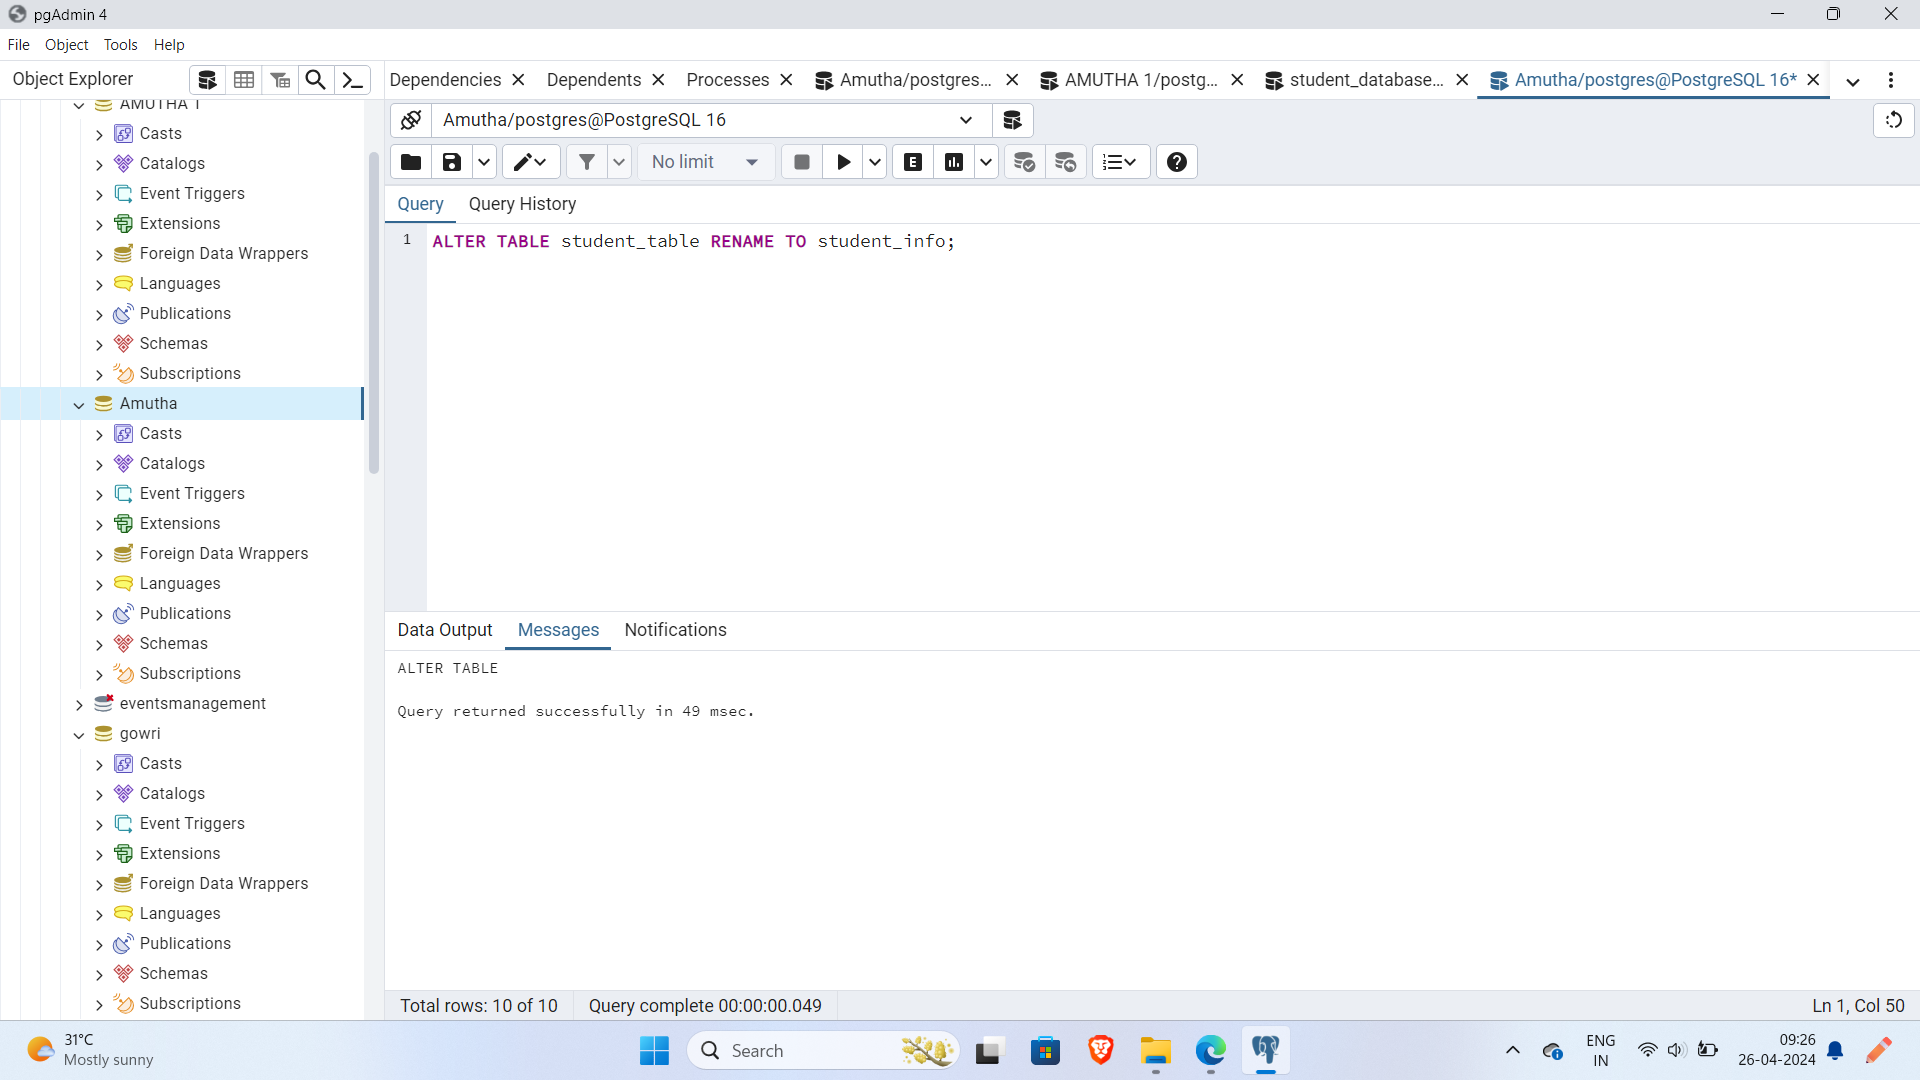 pgAdmin 4
File Object Tools Help
Object Explorer
Dependencies Dependents Processes Amutha/postgres... AMUTHA 1/postg... student_database... Amutha/postgres@PostgreSQL 16*
AMUTHA 1
Casts
Catalogs
Event Triggers
Extensions
Foreign Data Wrappers
Languages
Publications
Schemas
Subscriptions
Amutha
Casts
Catalogs
Event Triggers
Extensions
Foreign Data Wrappers
Languages
Publications
Schemas
Subscriptions
eventsmanagement
gowri
Casts
Catalogs
Event Triggers
Extensions
Foreign Data Wrappers
Languages
Publications
Schemas
Subscriptions
Amutha/postgres@PostgreSQL 16
No limit
E
Query Query History
1 ALTER TABLE student_table RENAME TO student_info;
Data Output Messages Notifications
ALTER TABLE
Query returned successfully in 49 msec.
Total rows: 10 of 10 Query complete 00:00:00.049 Ln 1, Col 50
31°C
Mostly sunny
Search
ENG
IN
09:26
26-04-2024